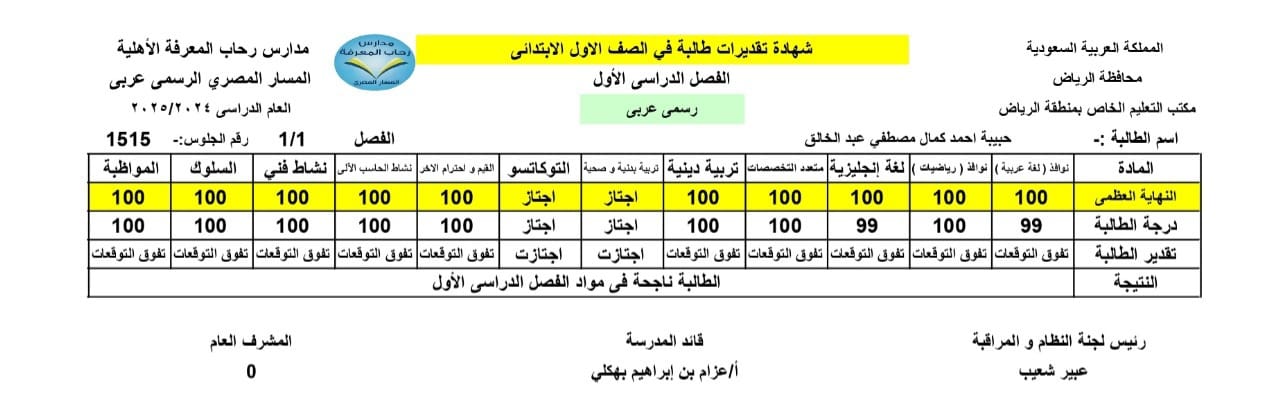 المملكة العربية السعودية
محافظة الرياض
مكتب التعليم الخاص بمنطقة الرياض
شهادة تقديرات طالبة في الصف الاول الابتدائى
الفصل الدراسى الأول
رسمى عربى
مدارس رحاب المعرفة المسار المصرى
مدارس رحاب المعرفة الأهلية
المسار المصري الرسمى عربى
العام الدراسى ٢٠٢٥/٢٠٢٤
اسم الطالبة :- حبيبة احمد كمال مصطفي عبد الخالق الفصل 1/1 رقم الجلوس:- 1515
المادة نوافذ ( لغة عربية ) نوافذ ( رياضيات ) لغة إنجليزية متعدد التخصصات تربية دينية تربية بدنية و صحية التوكاتسو القيم و احترام الاخر نشاط الحاسب الألى نشاط فني السلوك المواظبة
النهاية العظمى 100 100 100 100 100 اجتاز اجتاز 100 100 100 100 100
درجة الطالبة 99 100 99 100 100 اجتاز اجتاز 100 100 100 100 100
تقدير الطالبة تفوق التوقعات تفوق التوقعات تفوق التوقعات تفوق التوقعات تفوق التوقعات اجتازت اجتازت تفوق التوقعات تفوق التوقعات تفوق التوقعات تفوق التوقعات تفوق التوقعات
النتيجة الطالبة ناجحة فى مواد الفصل الدراسى الأول
رئيس لجنة النظام و المراقبة قائد المدرسة المشرف العام
عبير شعيب أ/عزام بن إبراهيم بهكلي 0